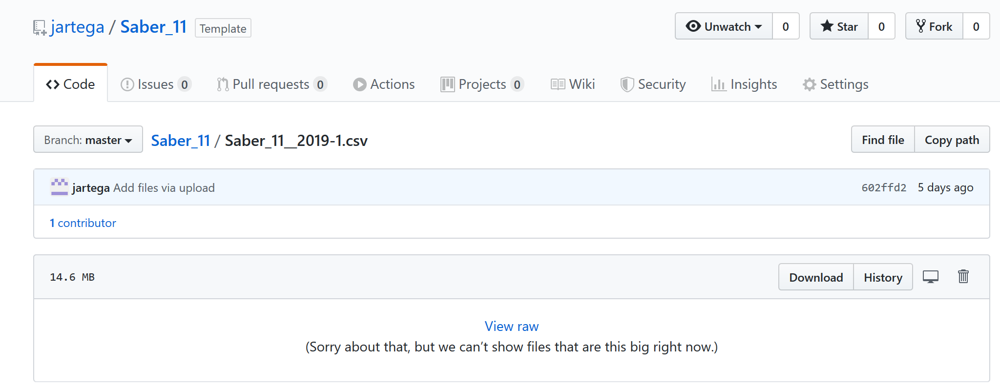 jartega / Saber_11 Template Unwatch 0 Star 0 Fork 0
Code Issues 0 Pull requests 0 Actions Projects 0 Wiki Security Insights Settings
Branch: master Saber_11 / Saber_11__2019-1.csv Find file Copy path
jartega Add files via upload 602ffd2 5 days ago
1 contributor
14.6 MB Download History
View raw
(Sorry about that, but we can’t show files that are this big right now.)